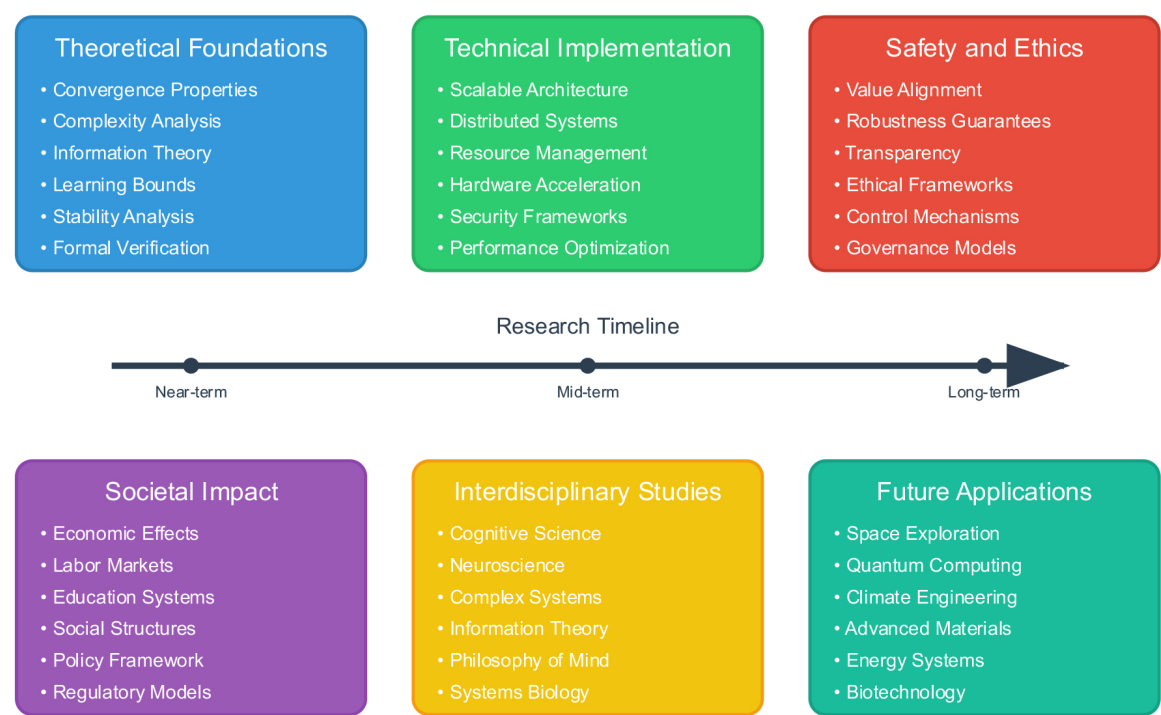 Theoretical Foundations
• Convergence Properties
• Complexity Analysis
• Information Theory
• Learning Bounds
• Stability Analysis
• Formal Verification
Technical Implementation
• Scalable Architecture
• Distributed Systems
• Resource Management
• Hardware Acceleration
• Security Frameworks
• Performance Optimization
Safety and Ethics
• Value Alignment
• Robustness Guarantees
• Transparency
• Ethical Frameworks
• Control Mechanisms
• Governance Models
Research Timeline
Near-term
Mid-term
Long-term
Societal Impact
• Economic Effects
• Labor Markets
• Education Systems
• Social Structures
• Policy Framework
• Regulatory Models
Interdisciplinary Studies
• Cognitive Science
• Neuroscience
• Complex Systems
• Information Theory
• Philosophy of Mind
• Systems Biology
Future Applications
• Space Exploration
• Quantum Computing
• Climate Engineering
• Advanced Materials
• Energy Systems
• Biotechnology